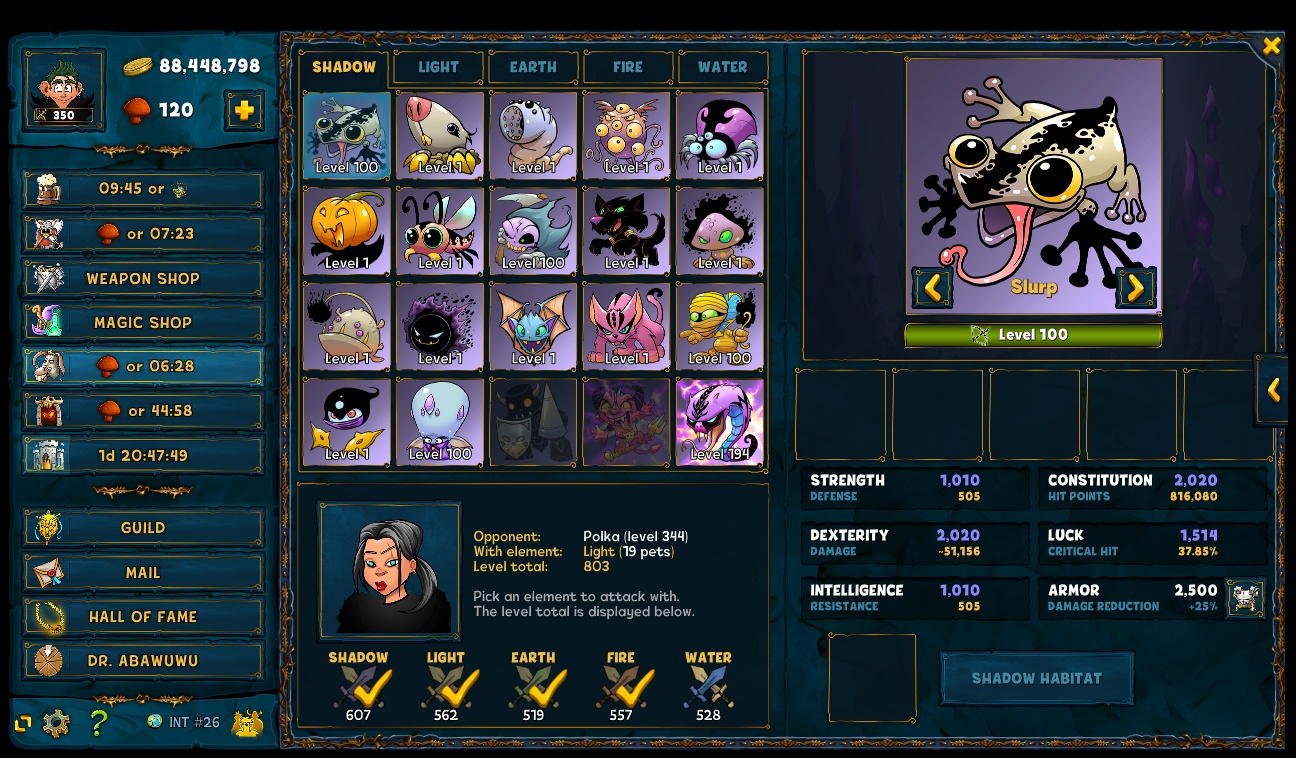 350
88,448,798
120
09:45 or
or 07:23
WEAPON SHOP
MAGIC SHOP
or 06:28
or 44:58
1d 20:47:49
GUILD
MAIL
HALL OF FAME
DR. ABAWUWU
INT #26
SHADOW LIGHT EARTH FIRE WATER
Level 100 Level 1 Level 1 Level 1 Level 1
Level 1 Level 1 Level 100 Level 1 Level 1
Level 1 Level 1 Level 1 Level 1 Level 100
Level 1 Level 100 Level 194
Opponent: Polka (level 344)
With element: Light (19 pets)
Level total: 803
Pick an element to attack with.
The level total is displayed below.
SHADOW LIGHT EARTH FIRE WATER
607 562 519 557 528
Slurp
Level 100
STRENGTH 1,010
DEFENSE 505
CONSTITUTION 2,020
HIT POINTS 816,080
DEXTERITY 2,020
DAMAGE ~51,156
LUCK 1,514
CRITICAL HIT 37.85%
INTELLIGENCE 1,010
RESISTANCE 505
ARMOR 2,500
DAMAGE REDUCTION +25%
SHADOW HABITAT